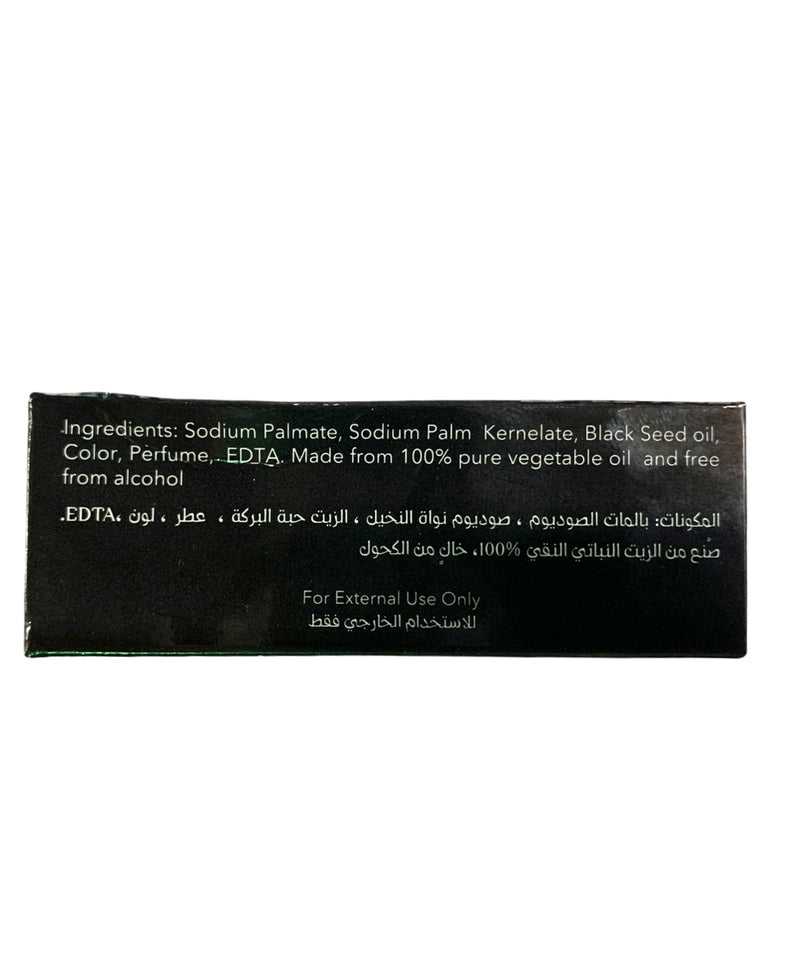 Ingredients: Sodium Palmate, Sodium Palm Kernelate, Black Seed oil,
Color, Perfume, EDTA. Made from 100% pure vegetable oil and free
from alcohol
المكونات: بالمات الصوديوم ، صوديوم نواة النخيل ، الزيت حبة البركة ، عطر ، لون ،EDTA.
صُنع من الزيت النباتي النقي 100%، خالٍ من الكحول
For External Use Only
للاستخدام الخارجي فقط